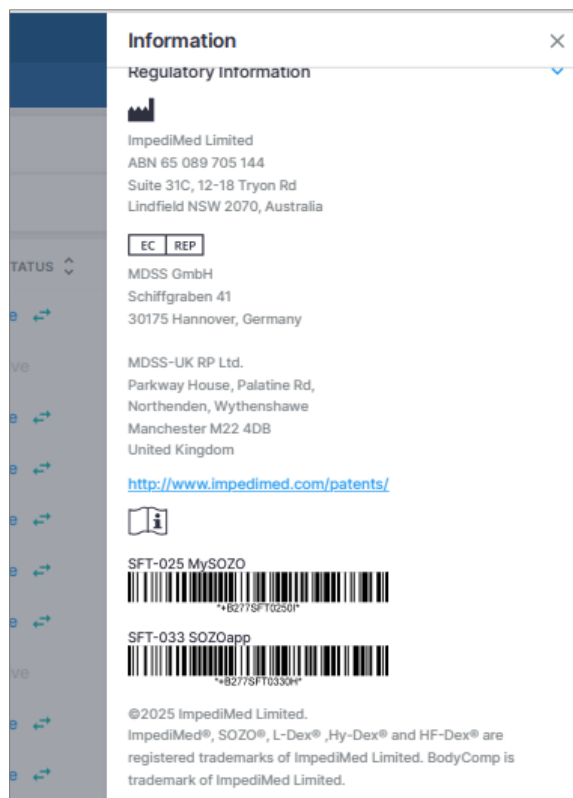 Information
Regulatory Information
ImpediMed Limited
ABN 65 089 705 144
Suite 31C, 12-18 Tryon Rd
Lindfield NSW 2070, Australia
EC REP
TATUS
MDSS GmbH
Schiffgraben 41
e
30175 Hannover, Germany
ve
MDSS-UK RP Ltd.
Parkway House, Palatine Rd,
Northenden, Wythenshawe
e
Manchester M22 4DB
United Kingdom
e
http://www.impedimed.com/patents/
i
e
SFT-025 MySOZO
e
*+B277SFT0250I*
e
SFT-033 SOZOapp
ve
*+B277SFT0330H*
©2025 ImpediMed Limited.
e
ImpediMed®, SOZO®, L-Dex® ,Hy-Dex® and HF-Dex® are
registered trademarks of ImpediMed Limited. BodyComp is
e
trademark of ImpediMed Limited.